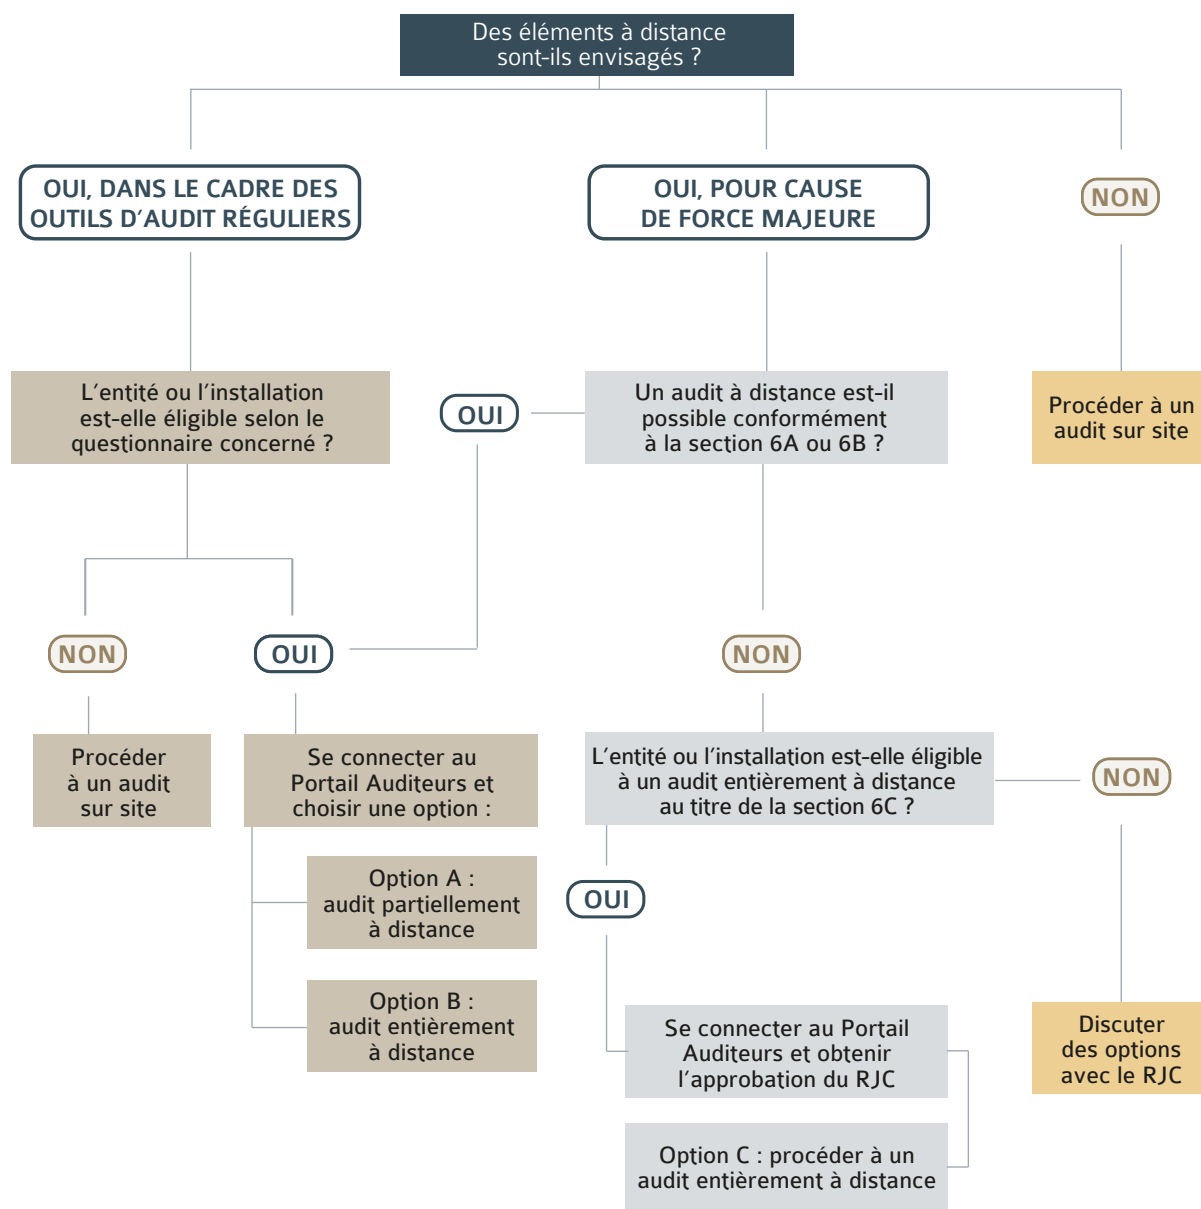 Des éléments à distance
sont-ils envisagés ?
OUI, DANS LE CADRE DES
OUTILS D'AUDIT RÉGULIERS
OUI, POUR CAUSE
DE FORCE MAJEURE
NON
L'entité ou l'installation
est-elle éligible selon le
questionnaire concerné ?
OUI
Un audit à distance est-il
possible conformément
à la section 6A ou 6B ?
Procéder à un
audit sur site
NON
OUI
NON
Procéder
à un audit
sur site
Se connecter au
Portail Auditeurs et
choisir une option :
L'entité ou l'installation est-elle éligible
à un audit entièrement à distance
au titre de la section 6C ?
NON
Option A :
audit partiellement
à distance
OUI
Option B :
audit entièrement
à distance
Se connecter au Portail
Auditeurs et obtenir
l'approbation du RJC
Discuter
des options
avec le RJC
Option C : procéder à un
audit entièrement à distance